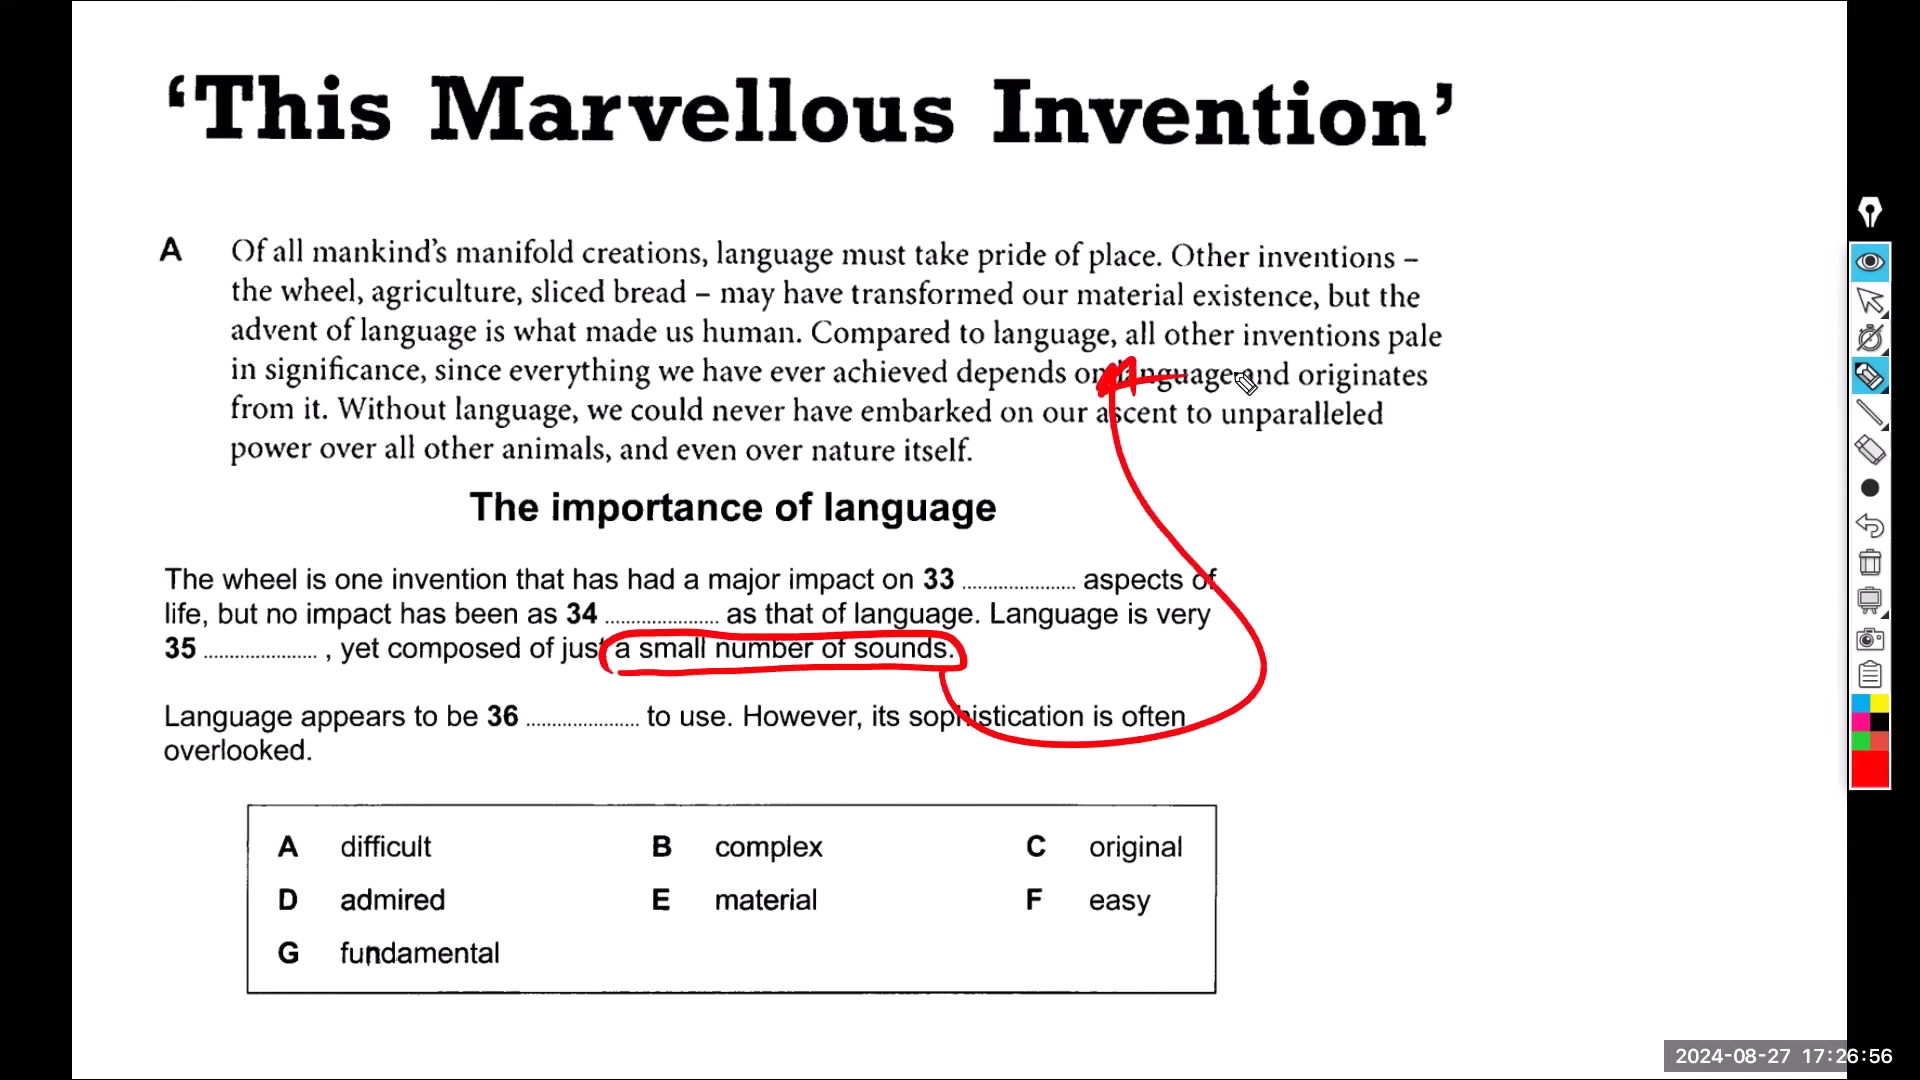 ‘This Marvellous Invention’
A Of all mankind’s manifold creations, language must take pride of place. Other inventions –
the wheel, agriculture, sliced bread – may have transformed our material existence, but the
advent of language is what made us human. Compared to language, all other inventions pale
in significance, since everything we have ever achieved depends on language and originates
from it. Without language, we could never have embarked on our ascent to unparalleled
power over all other animals, and even over nature itself.
The importance of language
The wheel is one invention that has had a major impact on 33 ...................... aspects of
life, but no impact has been as 34 ...................... as that of language. Language is very
35 ...................... , yet composed of just a small number of sounds.
Language appears to be 36 ...................... to use. However, its sophistication is often
overlooked.
A difficult B complex C original
D admired E material F easy
G fundamental
2024-08-27 17:26:56